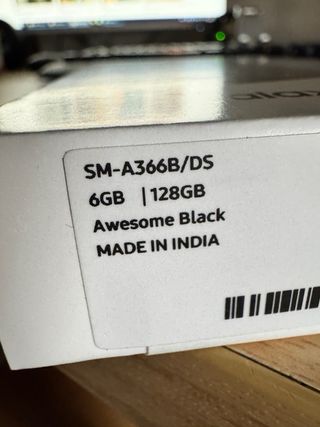 SM-A366B/DS
6GB | 128GB
Awesome Black
MADE IN INDIA